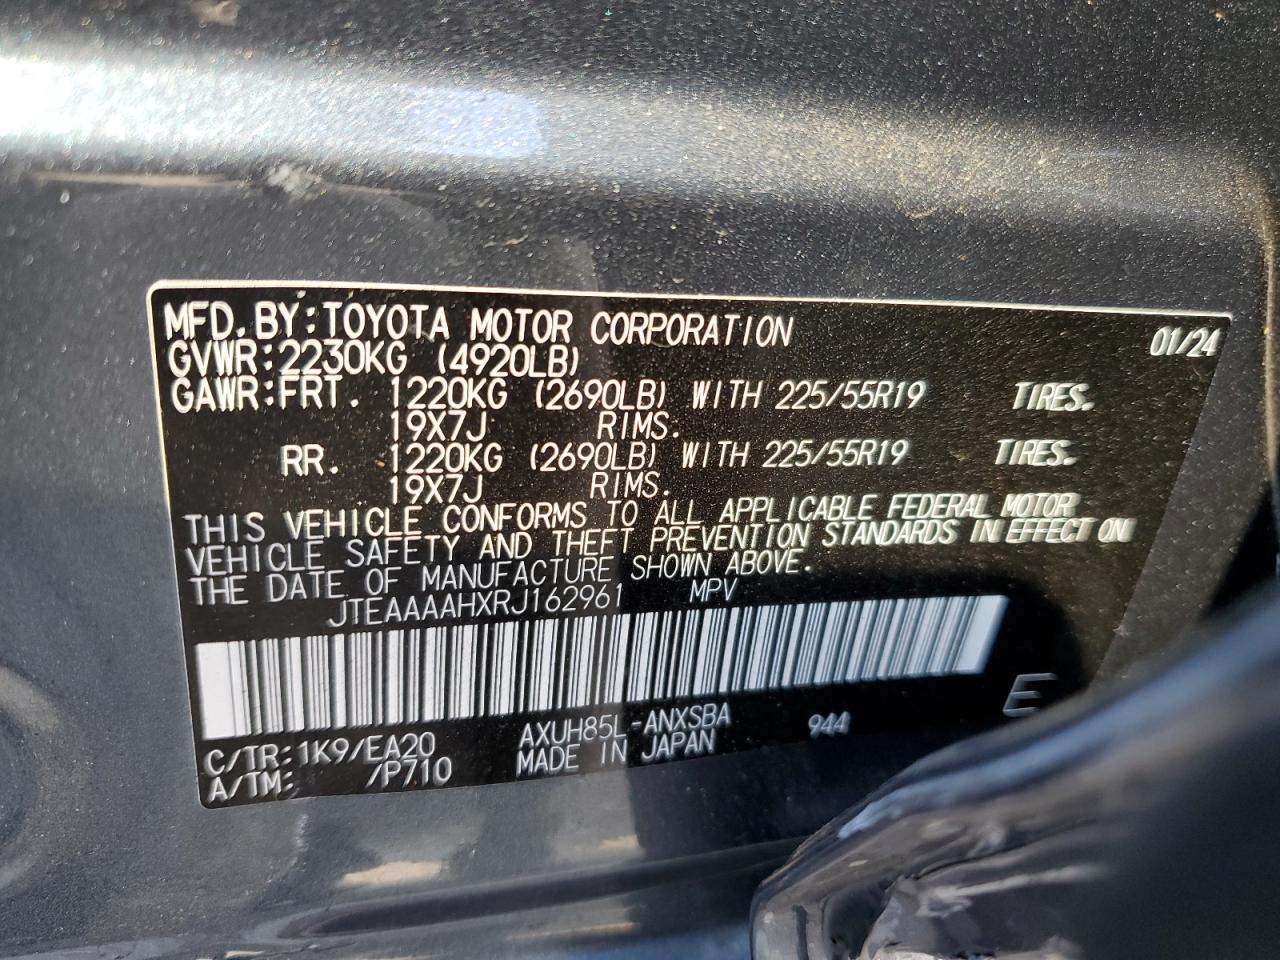 MFD.BY:TOYOTA MOTOR CORPORATION 01/24
GVWR:2230KG (4920LB)
GAWR:FRT. 1220KG (2690LB) WITH 225/55R19 TIRES.
19X7J RIMS.
RR. 1220KG (2690LB) WITH 225/55R19 TIRES.
19X7J RIMS.
THIS VEHICLE CONFORMS TO ALL APPLICABLE FEDERAL MOTOR
VEHICLE SAFETY AND THEFT PREVENTION STANDARDS IN EFFECT ON
THE DATE OF MANUFACTURE SHOWN ABOVE.
JTEAAAAHXRJ162961 MPV
E
C/TR:1K9/EA20 AXUH85L-ANXSBA 944
A/TM: /P710 MADE IN JAPAN